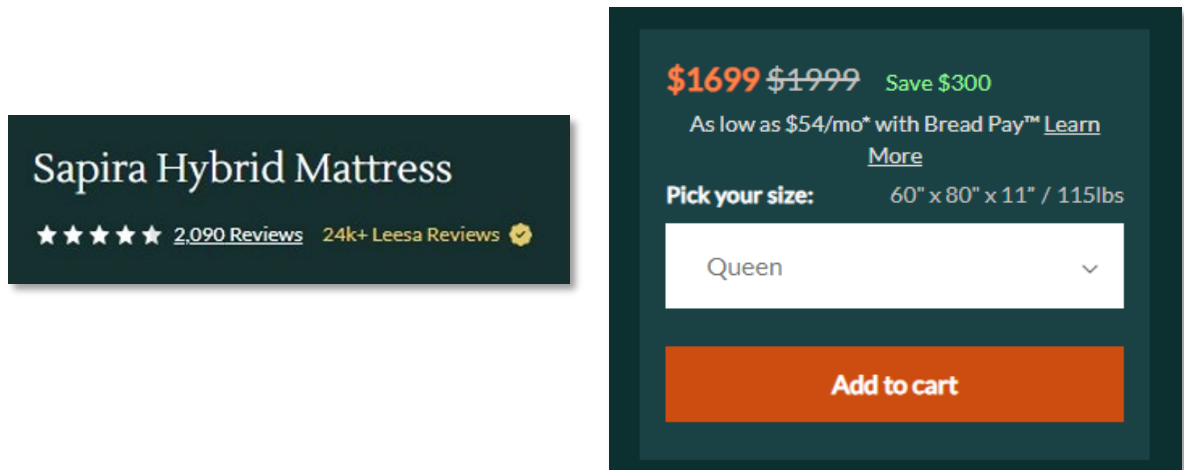 Sapira Hybrid Mattress
2,090 Reviews 24k+ Leesa Reviews
$1699 $1999 Save $300
As low as $54/mo* with Bread Pay™ Learn
More
Pick your size: 60" x 80" x 11" / 115lbs
Queen
Add to cart